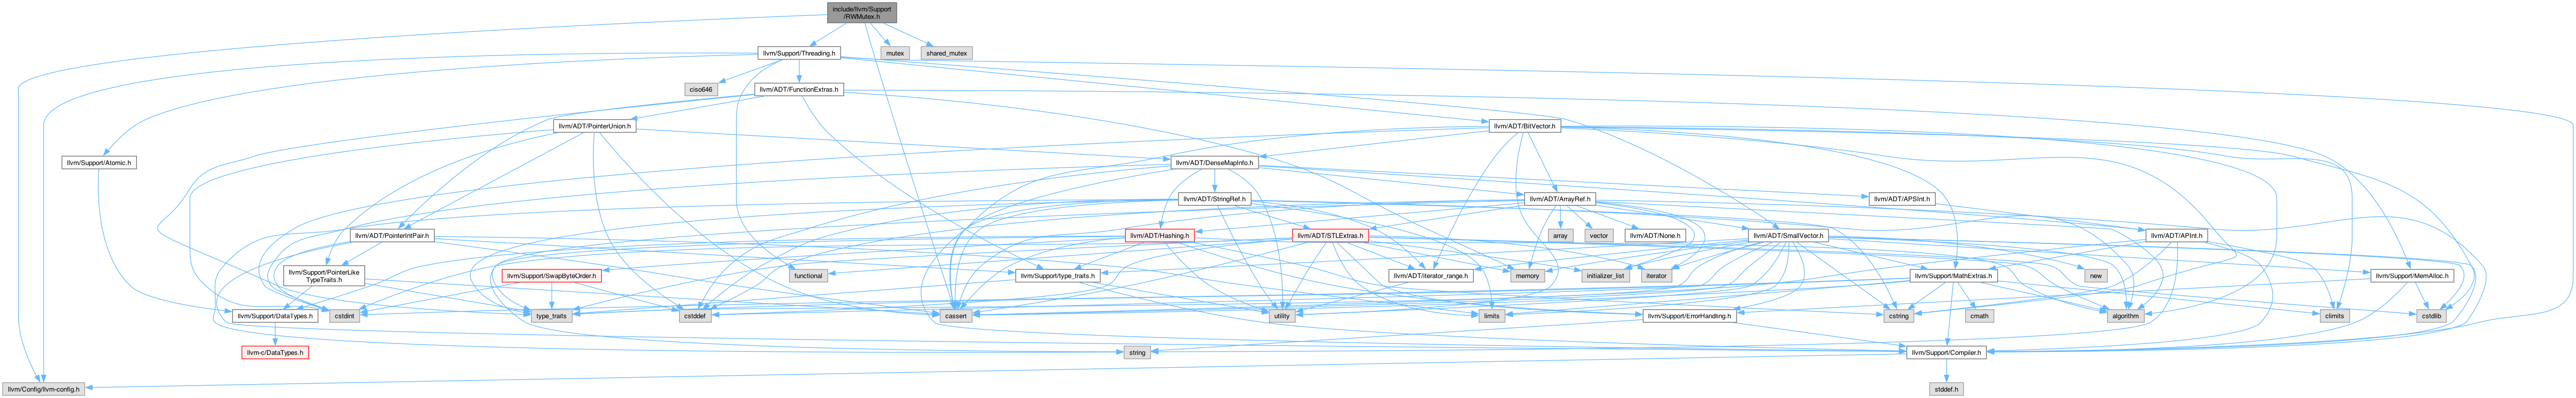 include/llvm/Support
/RWMutex.h
llvm/Support/Threading.h
mutex
shared_mutex
ciso646
llvm/ADT/FunctionExtras.h
llvm/ADT/PointerUnion.h
llvm/ADT/BitVector.h
llvm/Support/Atomic.h
llvm/ADT/DenseMapInfo.h
llvm/ADT/StringRef.h
llvm/ADT/ArrayRef.h
llvm/ADT/APSInt.h
llvm/ADT/PointerIntPair.h
llvm/ADT/Hashing.h
llvm/ADT/STLExtras.h
array
vector
llvm/ADT/None.h
llvm/ADT/SmallVector.h
llvm/ADT/APInt.h
llvm/Support/PointerLike
TypeTraits.h
llvm/Support/SwapByteOrder.h
functional
llvm/Support/type_traits.h
llvm/ADT/iterator_range.h
memory
initializer_list
iterator
llvm/Support/MathExtras.h
new
llvm/Support/MemAlloc.h
llvm/Support/DataTypes.h
cstdint
type_traits
cstddef
cassert
utility
limits
llvm/Support/ErrorHandling.h
cstring
cmath
algorithm
climits
cstdlib
llvm-c/DataTypes.h
string
llvm/Support/Compiler.h
llvm/Config/llvm-config.h
stddef.h